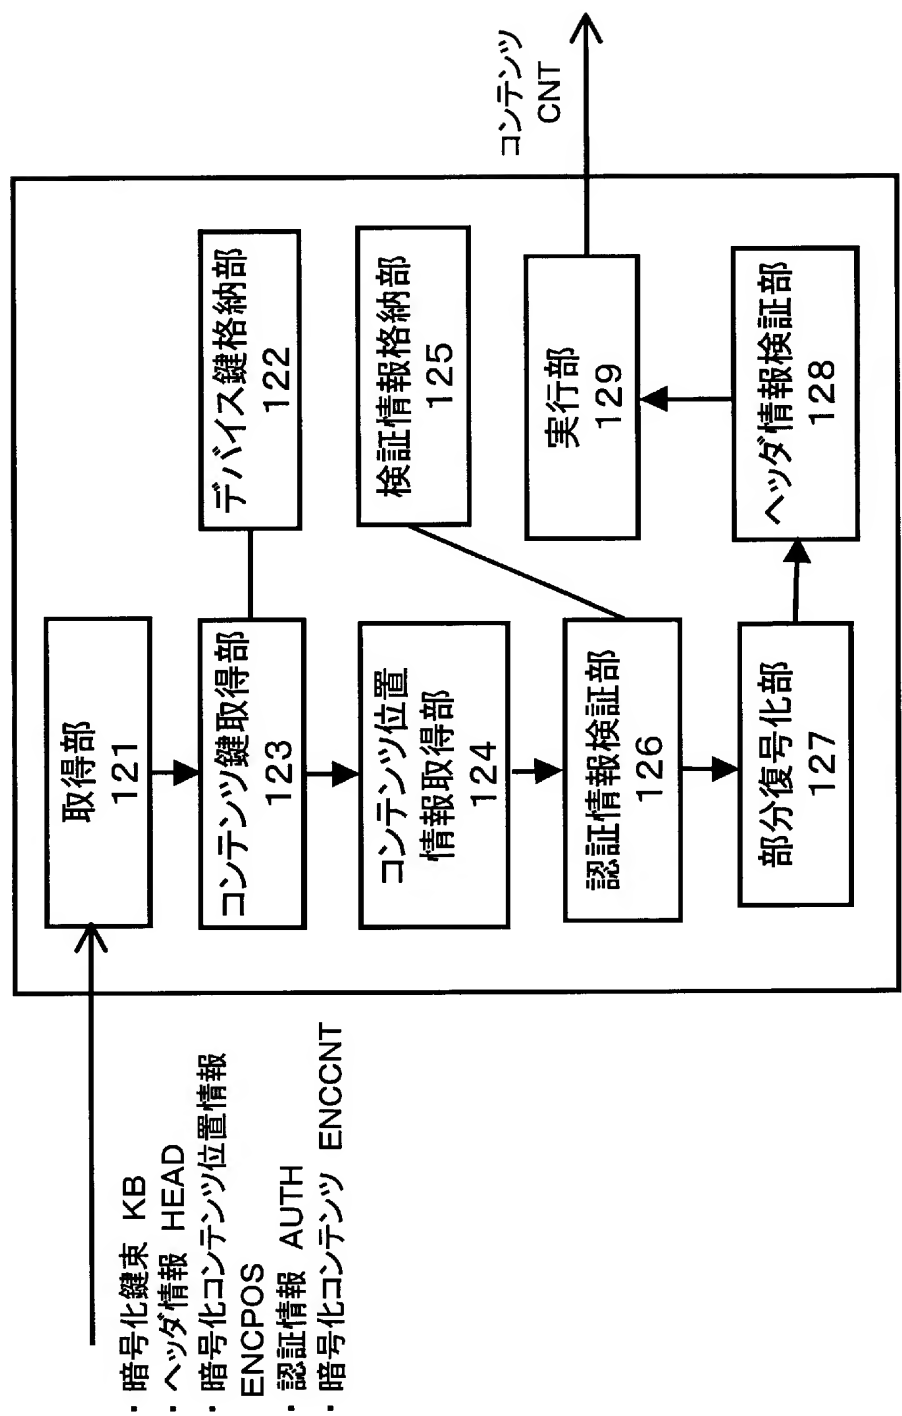 ・暗号化鍵束 KB
・ヘッダ情報 HEAD
・暗号化コンテンツ位置情報
ENCPOS
・認証情報 AUTH
・暗号化コンテンツ ENCCNT
取得部
121
コンテンツ鍵取得部
123
デバイス鍵格納部
122
コンテンツ位置
情報取得部
124
検証情報格納部
125
認証情報検証部
126
部分復号化部
127
ヘッダ情報検証部
128
実行部
129
コンテンツ
CNT